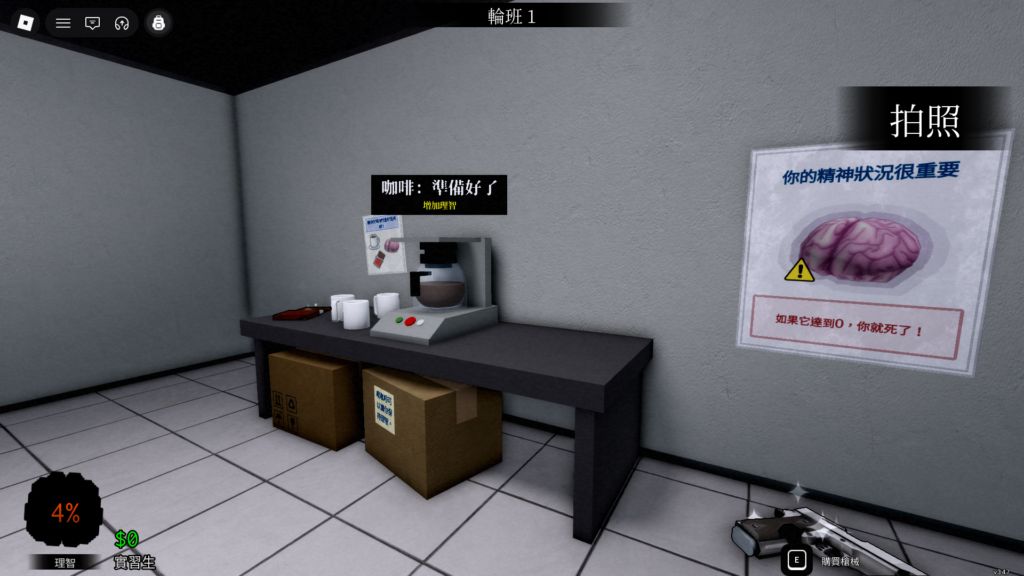 輪班 1
拍照
你的精神狀況很重要
如果它達到0，你就死了！
咖啡: 準備好了
增加理智
4%
理智
$0
實習生
E
購買槍械
v347